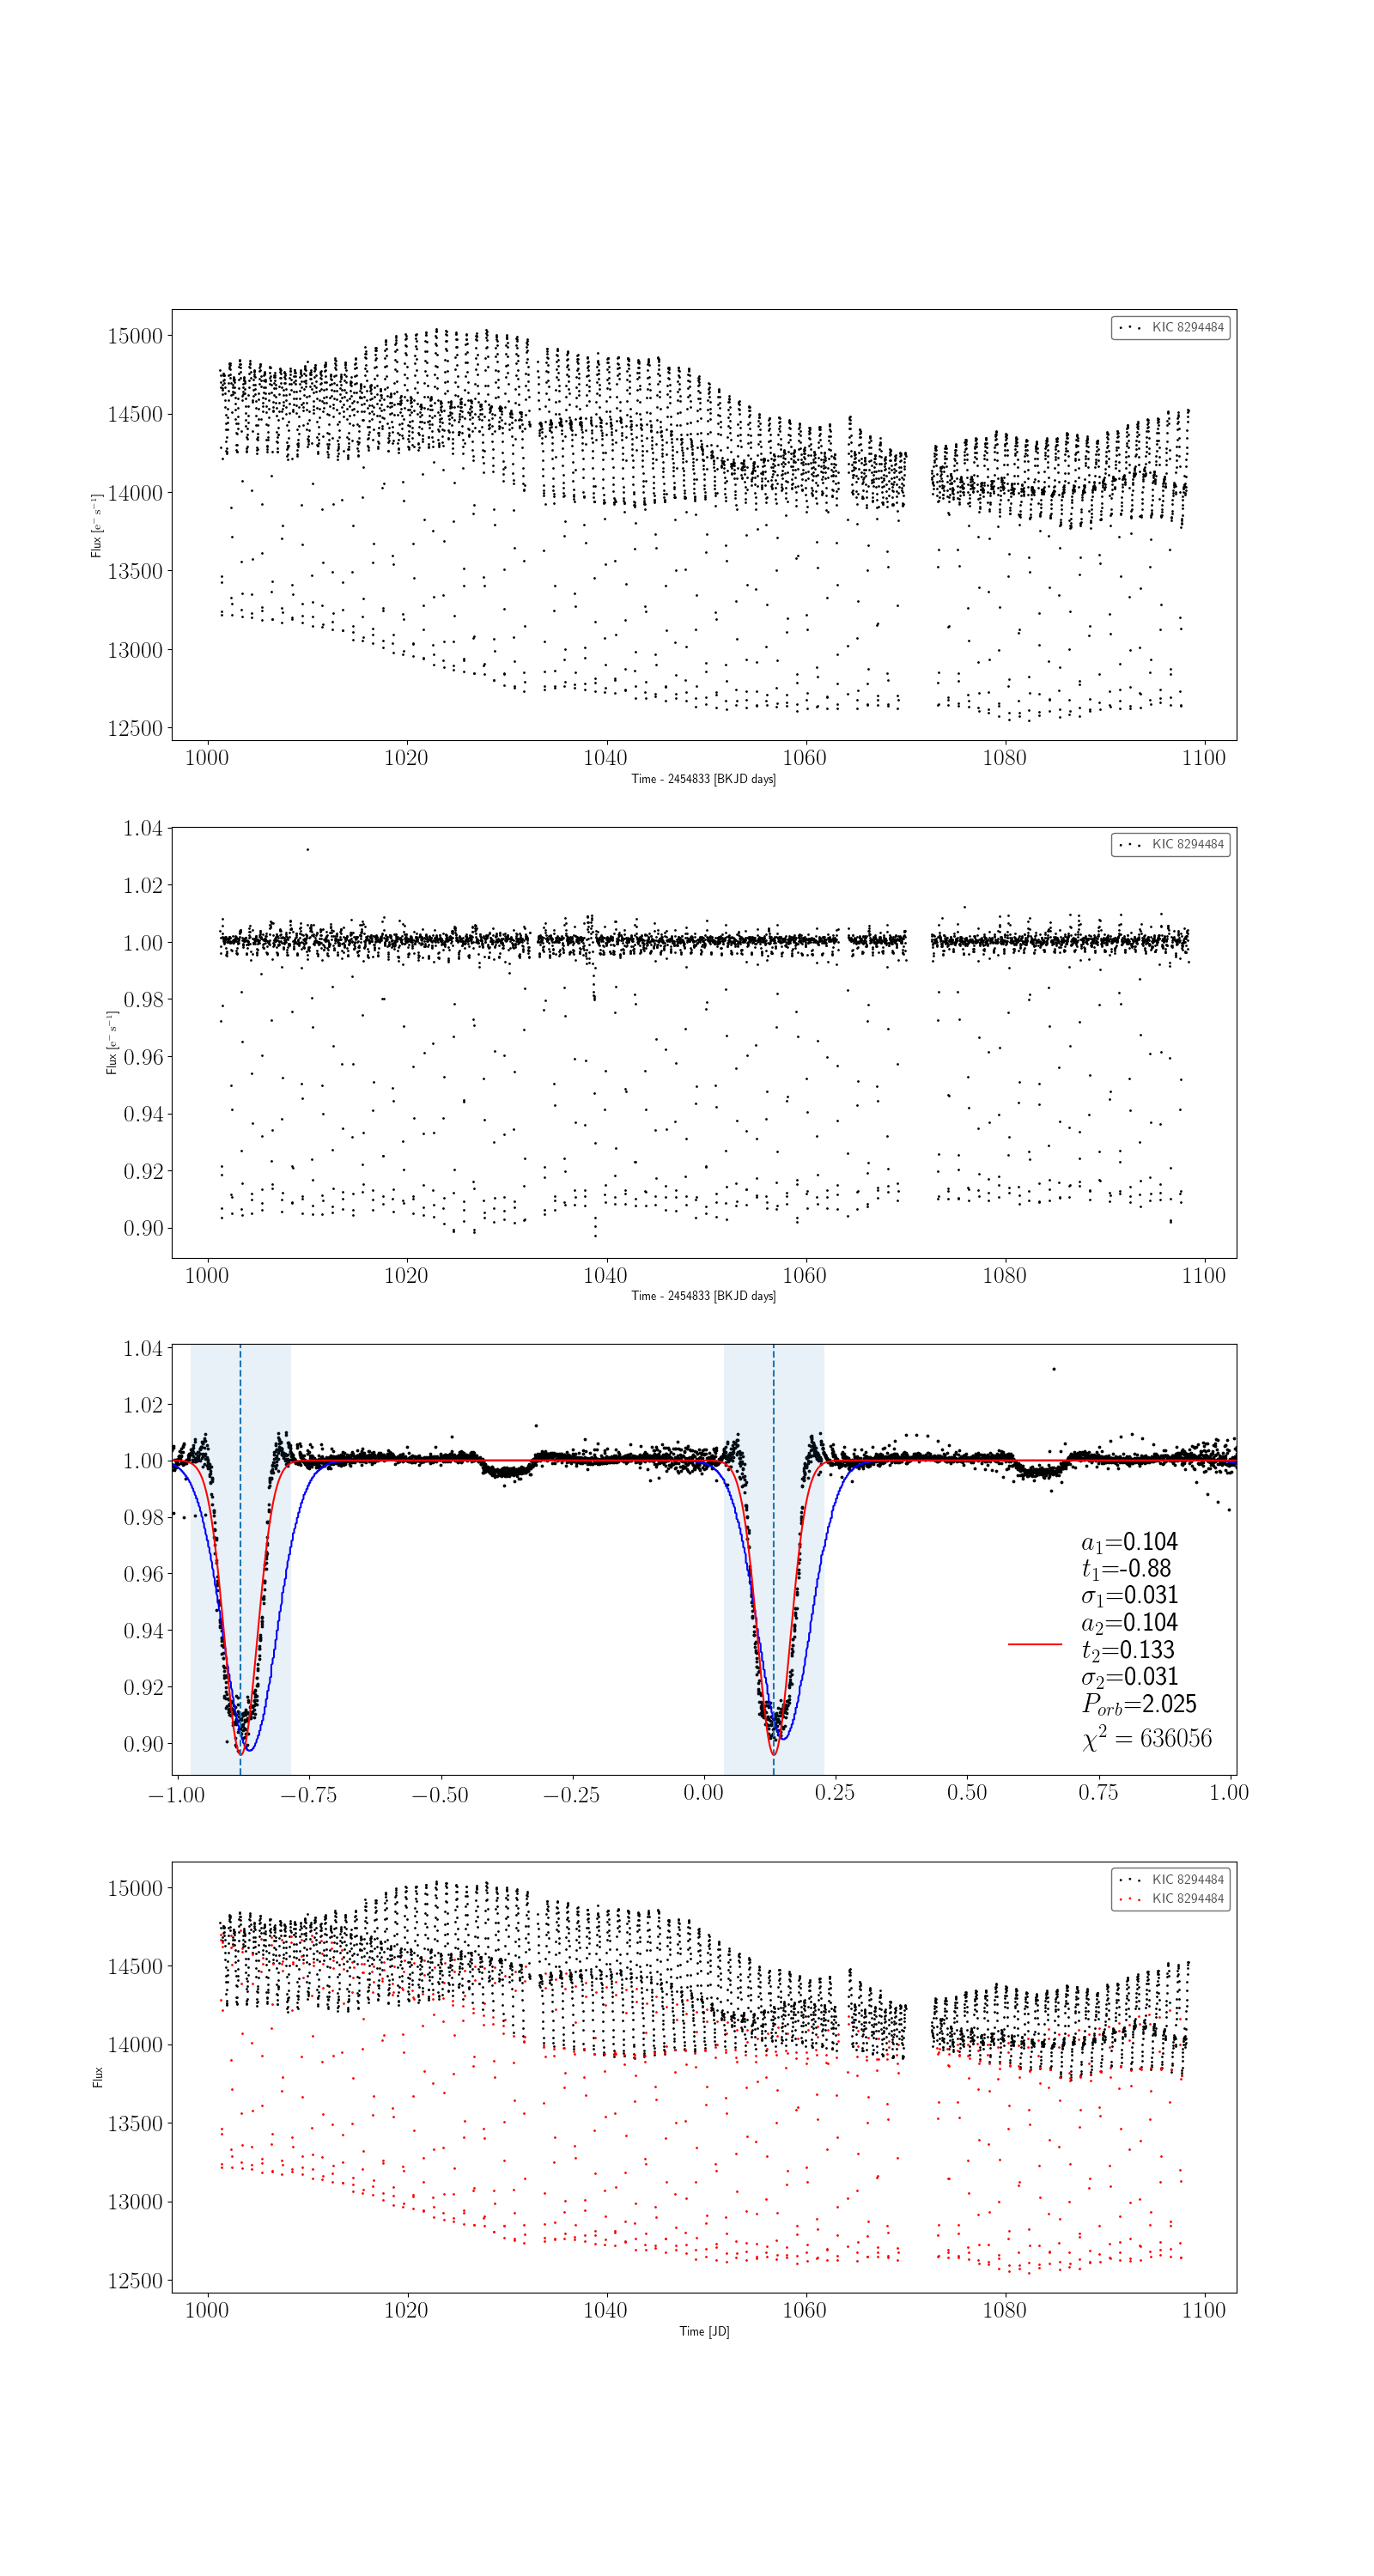 15000
14500
14000
13500
13000
12500
Flux [e⁻ s⁻¹]
KIC 8294484
1000 1020 1040 1060 1080 1100
Time - 2454833 [BKJD days]
1.04
1.02
1.00
0.98
0.96
0.94
0.92
0.90
Flux [e⁻ s⁻¹]
KIC 8294484
1000 1020 1040 1060 1080 1100
Time - 2454833 [BKJD days]
1.04
1.02
1.00
0.98
0.96
0.94
0.92
0.90
a₁=0.104
t₁=-0.88
σ₁=0.031
a₂=0.104
t₂=0.133
σ₂=0.031
P_orb=2.025
χ² = 636056
−1.00 −0.75 −0.50 −0.25 0.00 0.25 0.50 0.75 1.00
15000
14500
14000
13500
13000
12500
Flux
KIC 8294484
KIC 8294484
1000 1020 1040 1060 1080 1100
Time [JD]